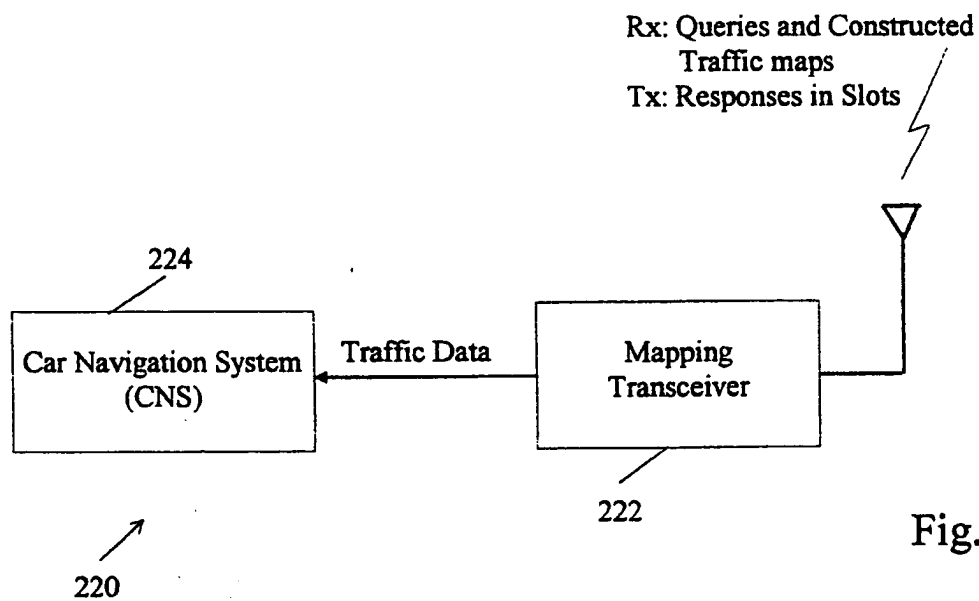 Rx: Queries and Constructed
Traffic maps
Tx: Responses in Slots
224
Car Navigation System
(CNS)
Traffic Data
Mapping
Transceiver
222
220
Fig.